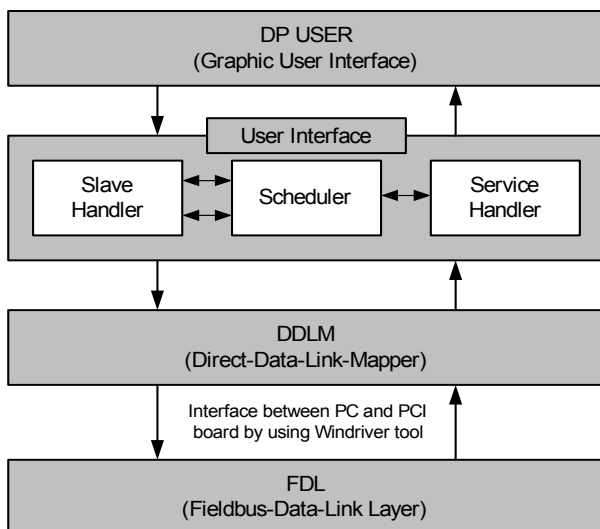 DP USER
(Graphic User Interface)
User Interface
Slave
Handler
Scheduler
Service
Handler
DDLM
(Direct-Data-Link-Mapper)
Interface between PC and PCI
board by using Windriver tool
FDL
(Fieldbus-Data-Link Layer)